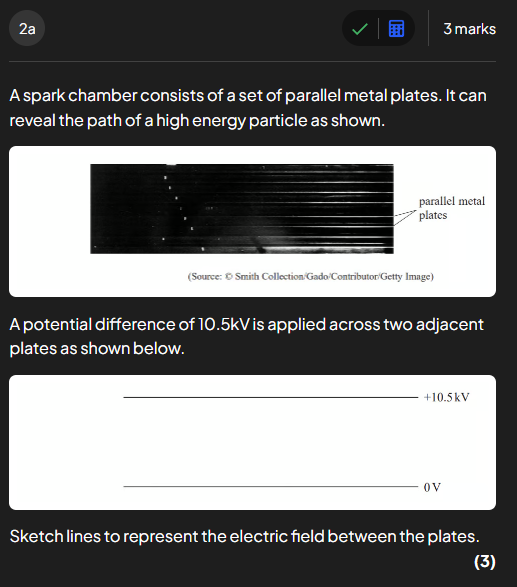 2a
3 marks
A spark chamber consists of a set of parallel metal plates. It can
reveal the path of a high energy particle as shown.
parallel metal
plates
(Source: © Smith Collection/Gado/Contributor/Getty Image)
A potential difference of 10.5kV is applied across two adjacent
plates as shown below.
+10.5 kV
0 V
Sketch lines to represent the electric field between the plates.
(3)